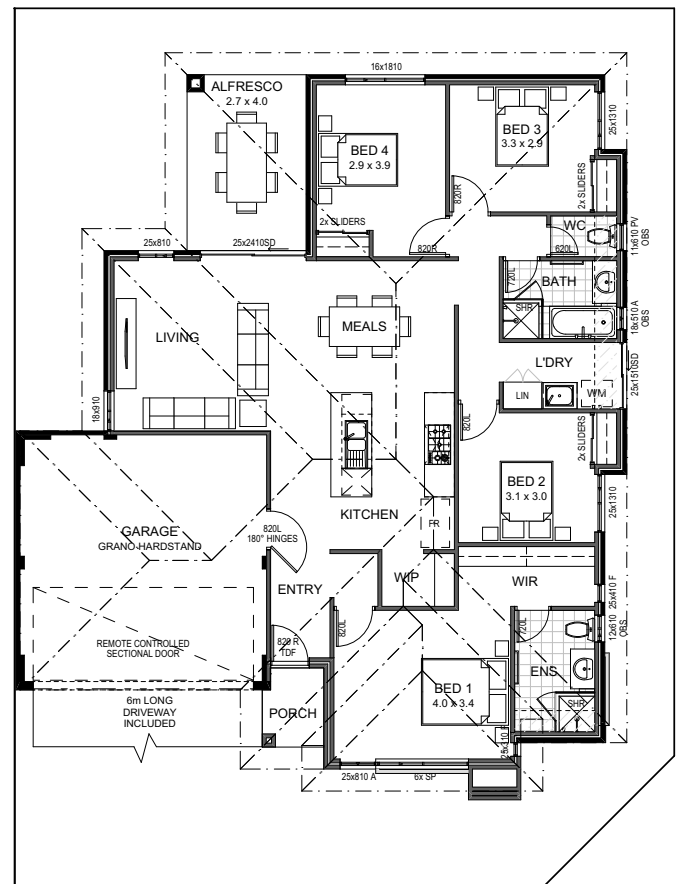 16x1810
ALFRESCO
2.7 x 4.0
BED 4
2.9 x 3.9
BED 3
3.3 x 2.9
25x1310
2x SLIDERS
820R
2x SLIDERS
820R
WC
620L
11x610 PV
OBS
25x810
25x2410SD
720L
BATH
SHR
18x510 A
OBS
LIVING
MEALS
L'DRY
25x1510SD
LIN
WM
18x910
820L
2x SLIDERS
BED 2
3.1 x 3.0
25x1310
KITCHEN
FR
GARAGE
GRANO HARDSTAND
820L
180° HINGES
ENTRY
WIP
WIR
25x410 F
820L
720L
12x610
OBS
REMOTE CONTROLLED
SECTIONAL DOOR
820 R
TDF
ENS
BED 1
4.0 x 3.4
SHR
6m LONG
DRIVEWAY
INCLUDED
PORCH
25x810 A
6x SP